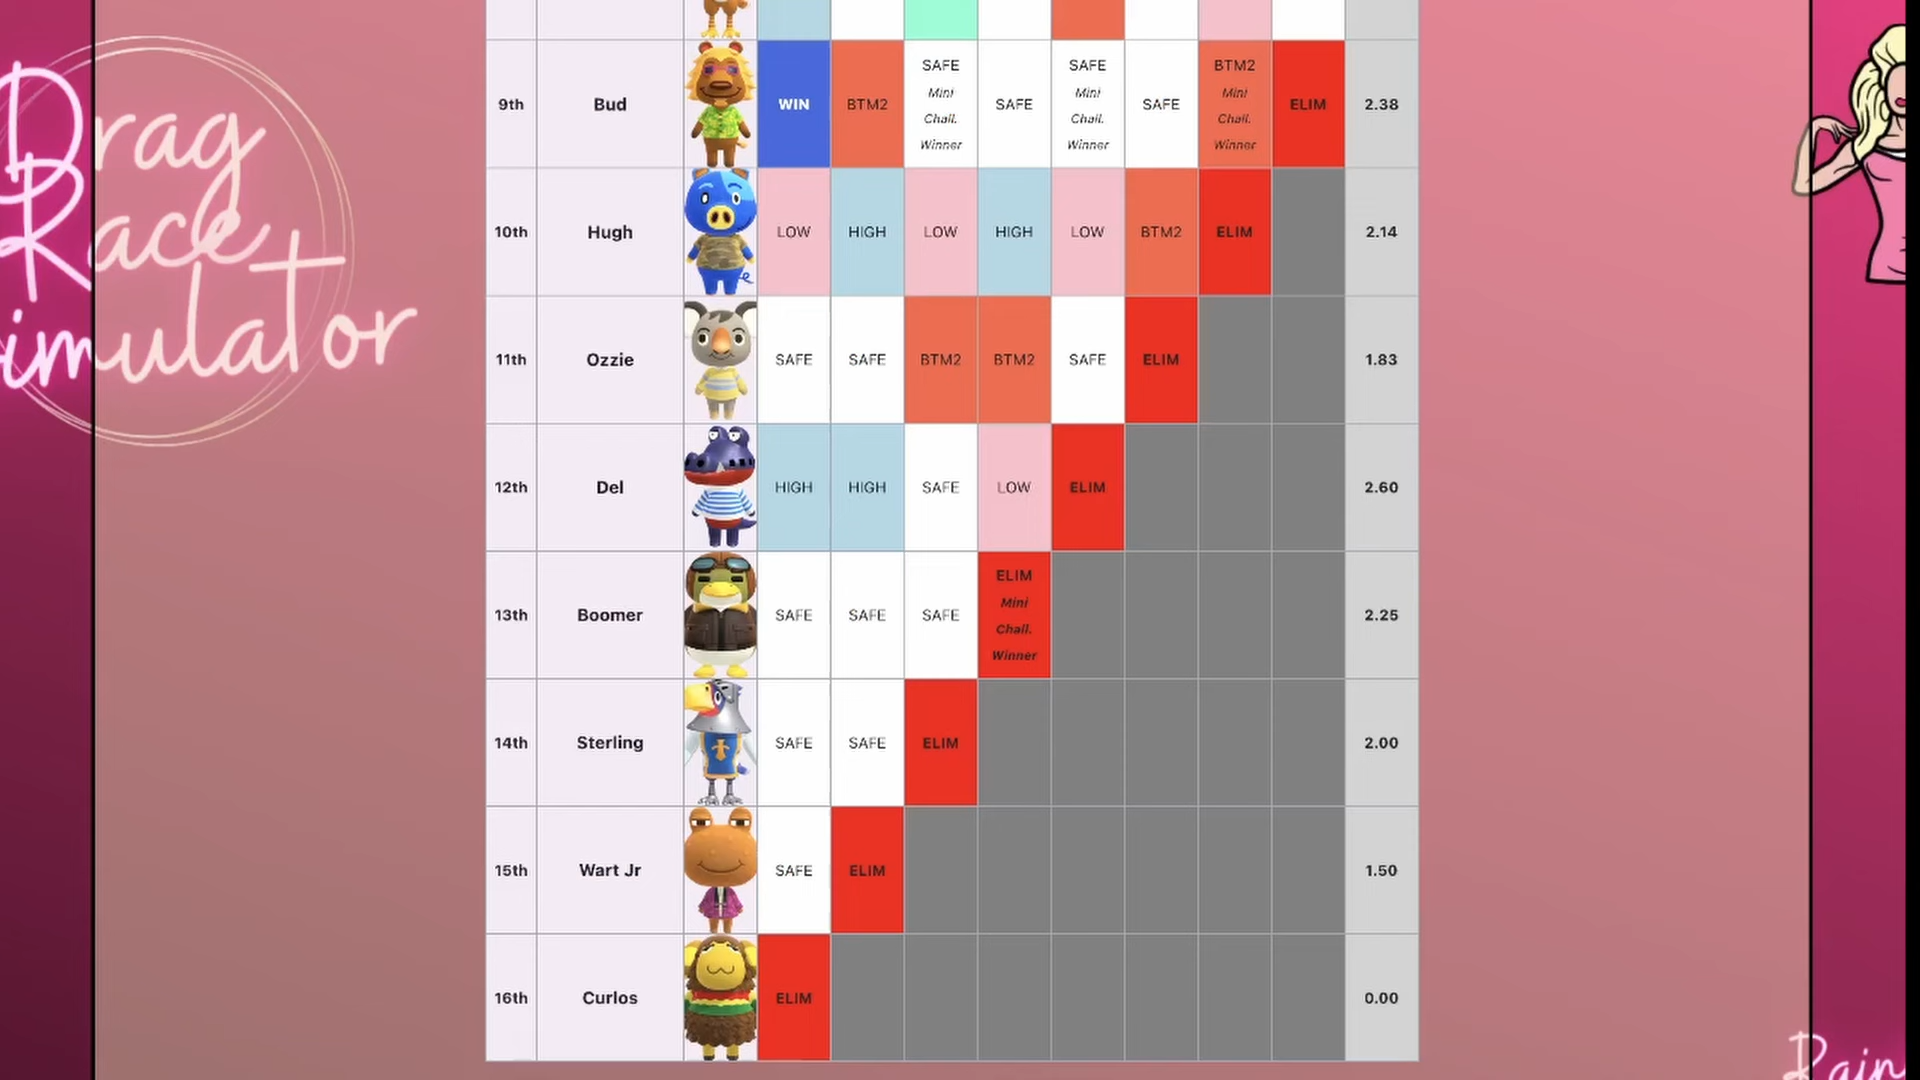 Drag
Race
imulator
9th Bud WIN BTM2 SAFE Mini Chall. Winner SAFE SAFE Mini Chall. Winner SAFE BTM2 Mini Chall. Winner ELIM 2.38
10th Hugh LOW HIGH LOW HIGH LOW BTM2 ELIM 2.14
11th Ozzie SAFE SAFE BTM2 BTM2 SAFE ELIM 1.83
12th Del HIGH HIGH SAFE LOW ELIM 2.60
13th Boomer SAFE SAFE SAFE ELIM Mini Chall. Winner 2.25
14th Sterling SAFE SAFE ELIM 2.00
15th Wart Jr SAFE ELIM 1.50
16th Curlos ELIM 0.00
Rain